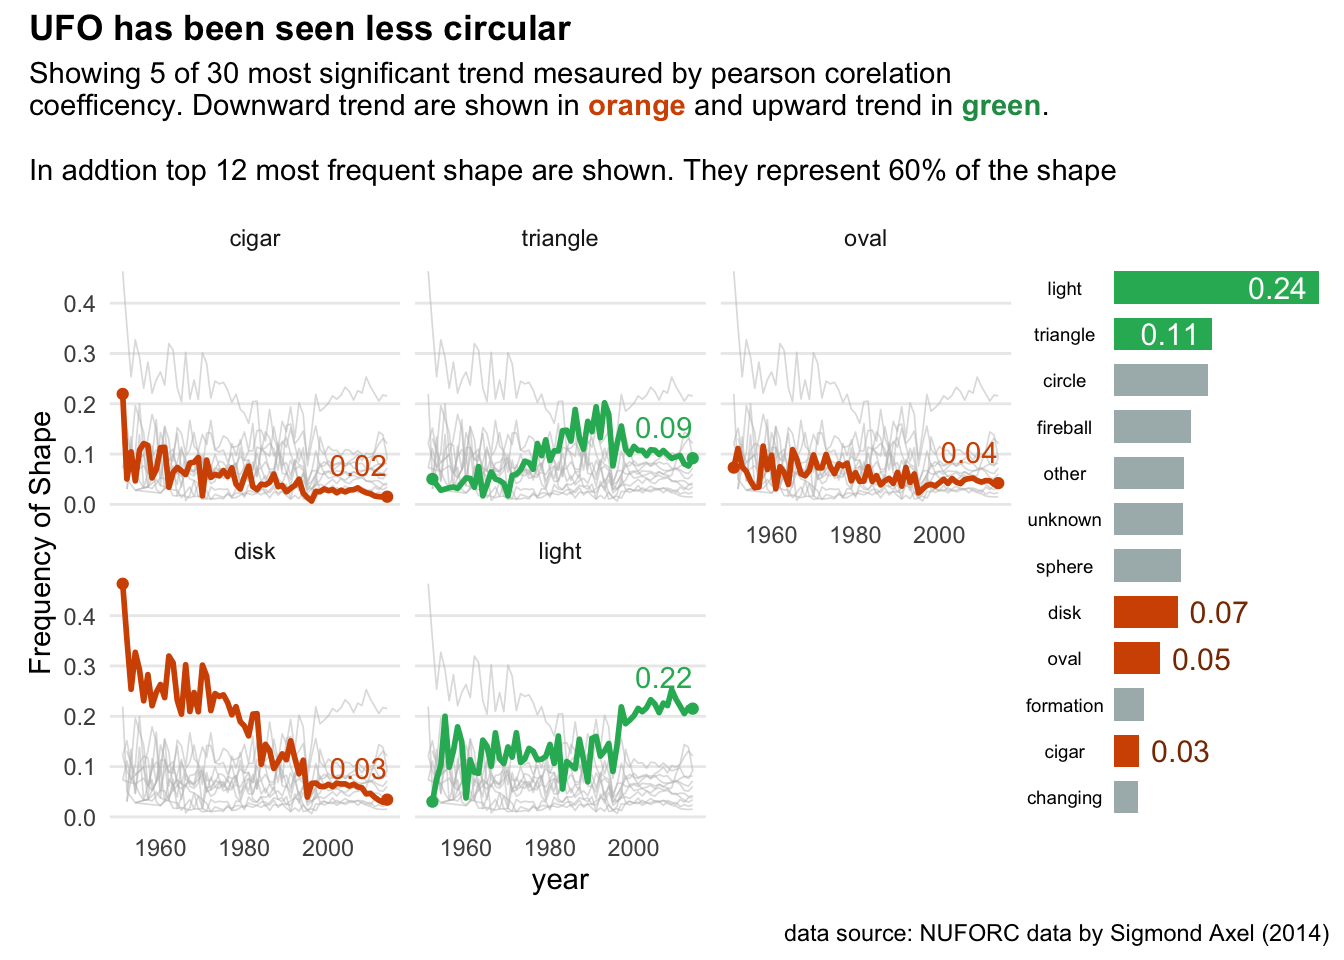 UFO has been seen less circular
Showing 5 of 30 most significant trend mesaured by pearson corelation
coefficency. Downward trend are shown in orange and upward trend in green.
In addtion top 12 most frequent shape are shown. They represent 60% of the shape
cigar
triangle
oval
0.4
0.3
0.2
0.1
0.0
0.02
0.09
0.04
1960 1980 2000
disk
light
0.4
0.3
0.2
0.1
0.0
0.03
0.22
1960 1980 2000
1960 1980 2000
Frequency of Shape
year
light 0.24
triangle 0.11
circle
fireball
other
unknown
sphere
disk 0.07
oval 0.05
formation
cigar 0.03
changing
data source: NUFORC data by Sigmond Axel (2014)